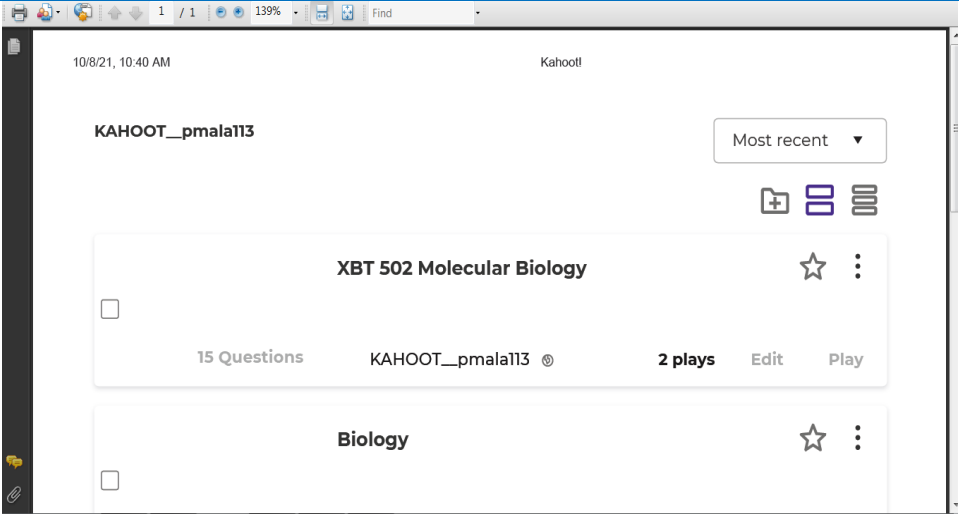 1 / 1 139% Find
10/8/21, 10:40 AM Kahoot!
KAHOOT__pmala113
Most recent
XBT 502 Molecular Biology
15 Questions KAHOOT__pmala113 2 plays Edit Play
Biology